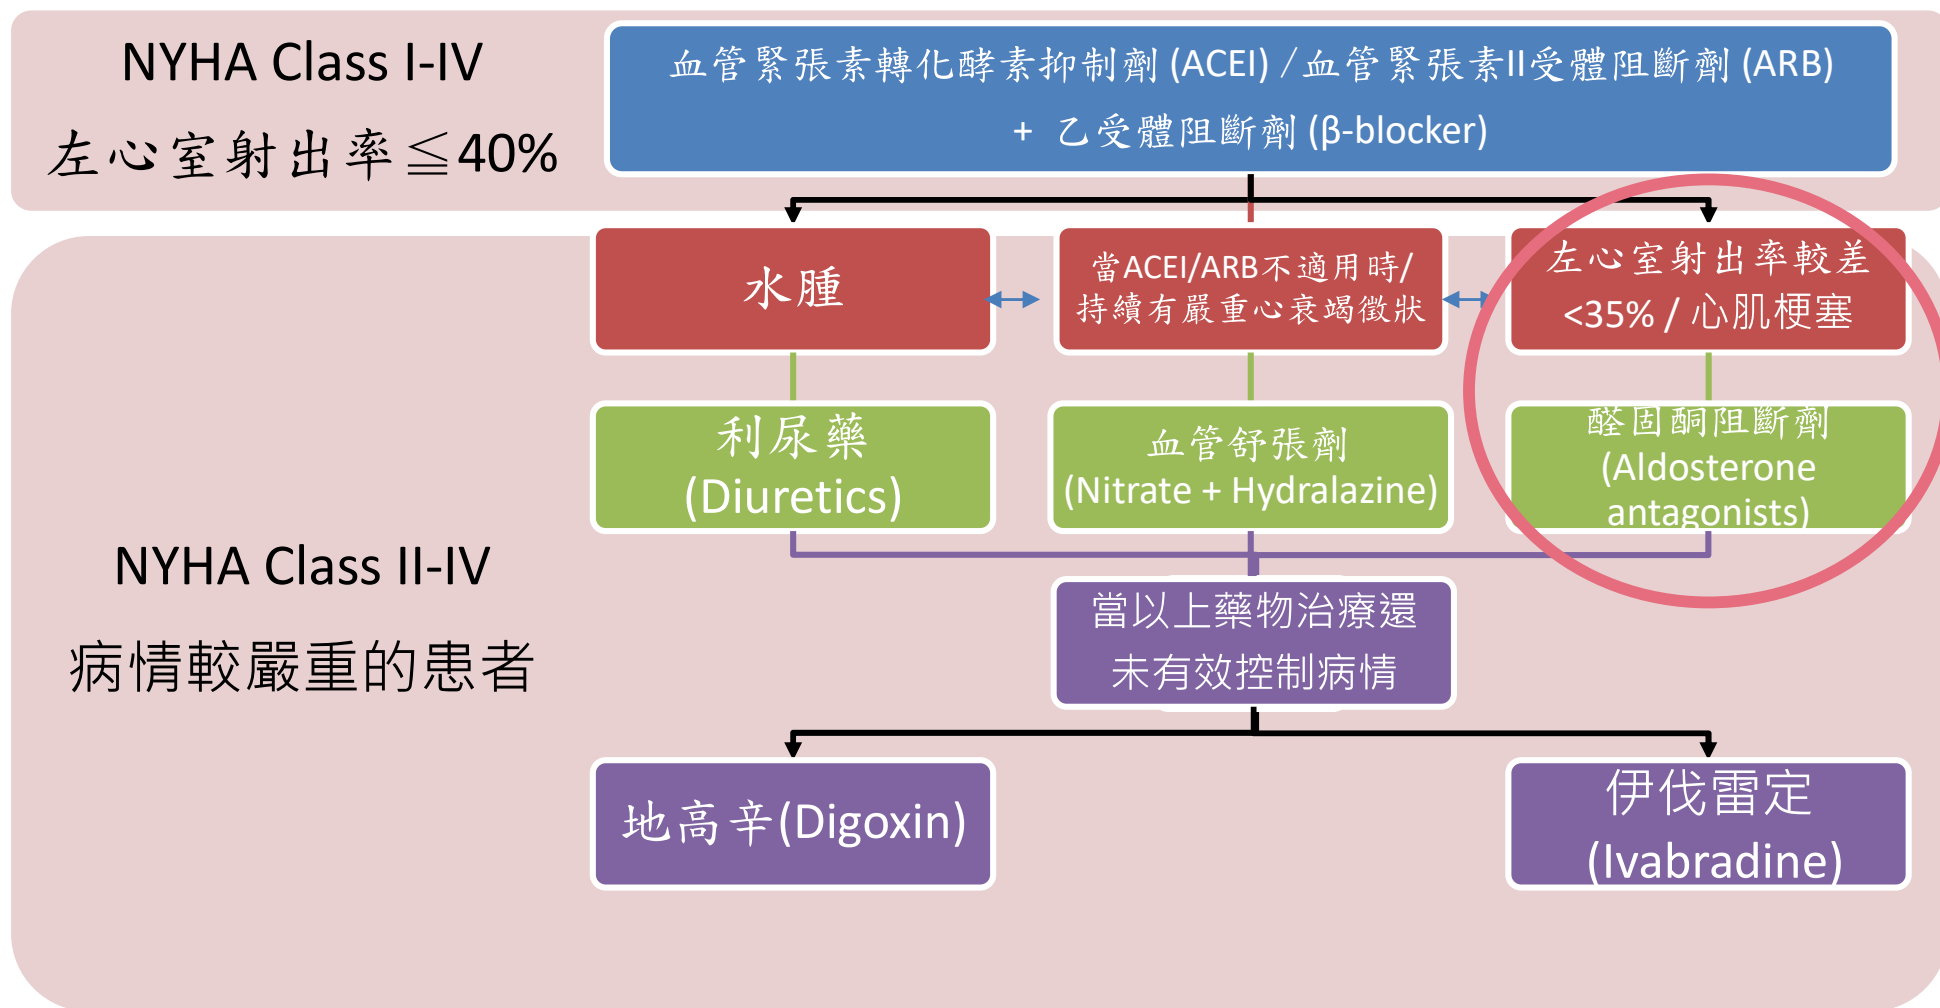 NYHA Class I-IV
左心室射出率≦40%
血管緊張素轉化酵素抑制劑 (ACEI) /血管緊張素II受體阻斷劑 (ARB)
+ 乙受體阻斷劑 (β-blocker)
水腫
當ACEI/ARB不適用時/
持續有嚴重心衰竭徵狀
左心室射出率較差
<35% / 心肌梗塞
利尿藥
(Diuretics)
血管舒張劑
(Nitrate + Hydralazine)
醛固酮阻斷劑
(Aldosterone
antagonists)
NYHA Class II-IV
病情較嚴重的患者
當以上藥物治療還
未有效控制病情
地高辛(Digoxin)
伊伐雷定
(Ivabradine)